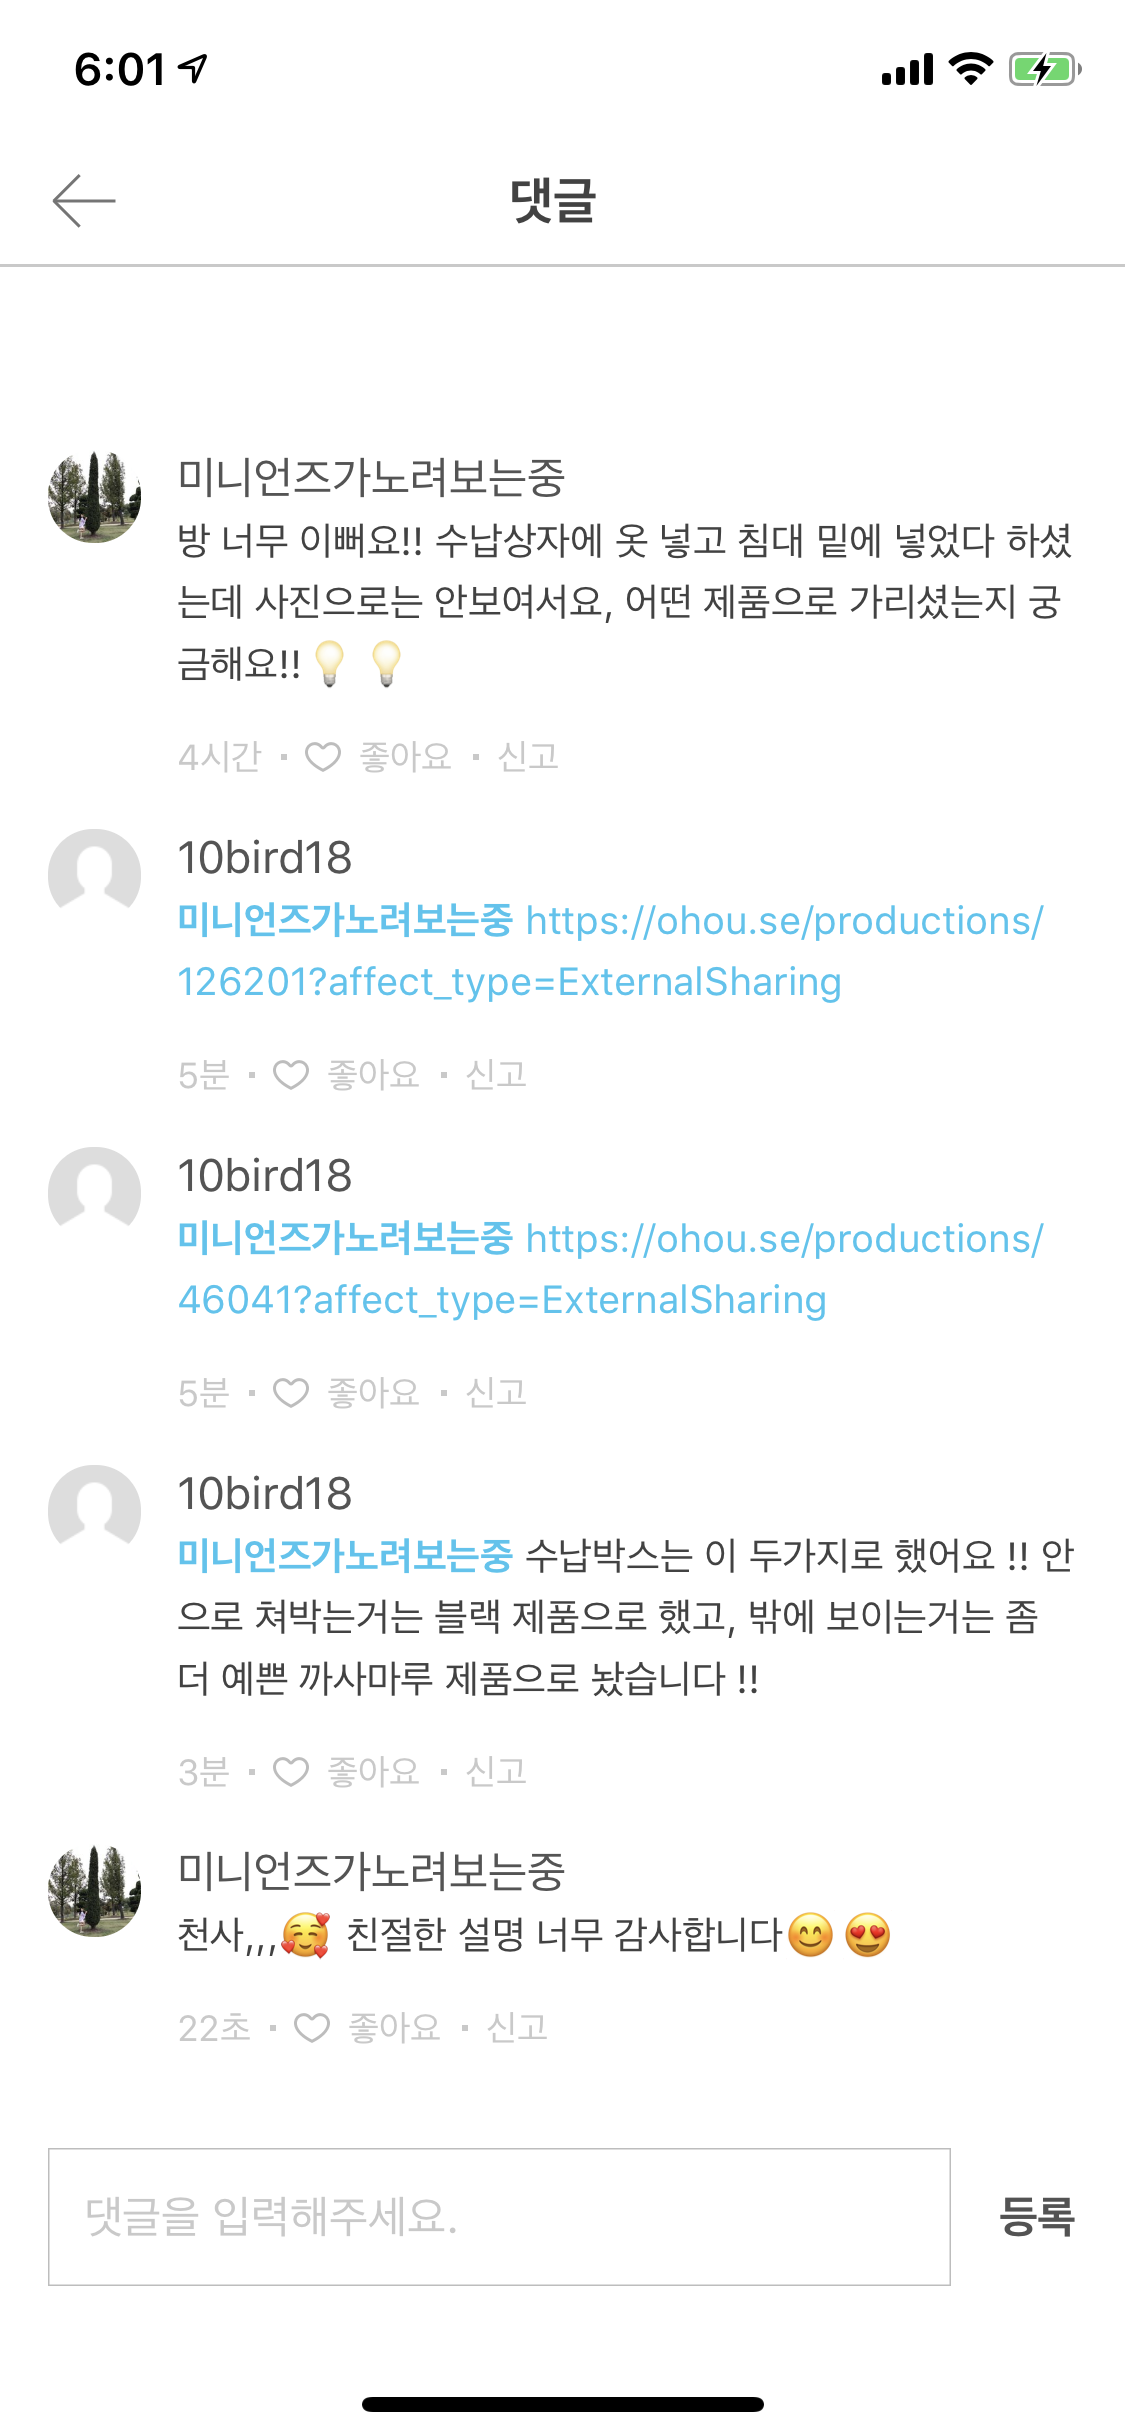 6:01
댓글
미니언즈가노려보는중
방 너무 이뻐요!! 수납상자에 옷 넣고 침대 밑에 넣었다 하셨
는데 사진으로는 안보여서요, 어떤 제품으로 가리셨는지 궁
금해요!!💡 💡
4시간 · ♡ 좋아요 · 신고
10bird18
미니언즈가노려보는중 https://ohou.se/productions/
126201?affect_type=ExternalSharing
5분 · ♡ 좋아요 · 신고
10bird18
미니언즈가노려보는중 https://ohou.se/productions/
46041?affect_type=ExternalSharing
5분 · ♡ 좋아요 · 신고
10bird18
미니언즈가노려보는중 수납박스는 이 두가지로 했어요 !! 안
으로 쳐박는거는 블랙 제품으로 했고, 밖에 보이는거는 좀
더 예쁜 까사마루 제품으로 놨습니다 !!
3분 · ♡ 좋아요 · 신고
미니언즈가노려보는중
천사,,,🥰 친절한 설명 너무 감사합니다😊😍
22초 · ♡ 좋아요 · 신고
댓글을 입력해주세요.
등록